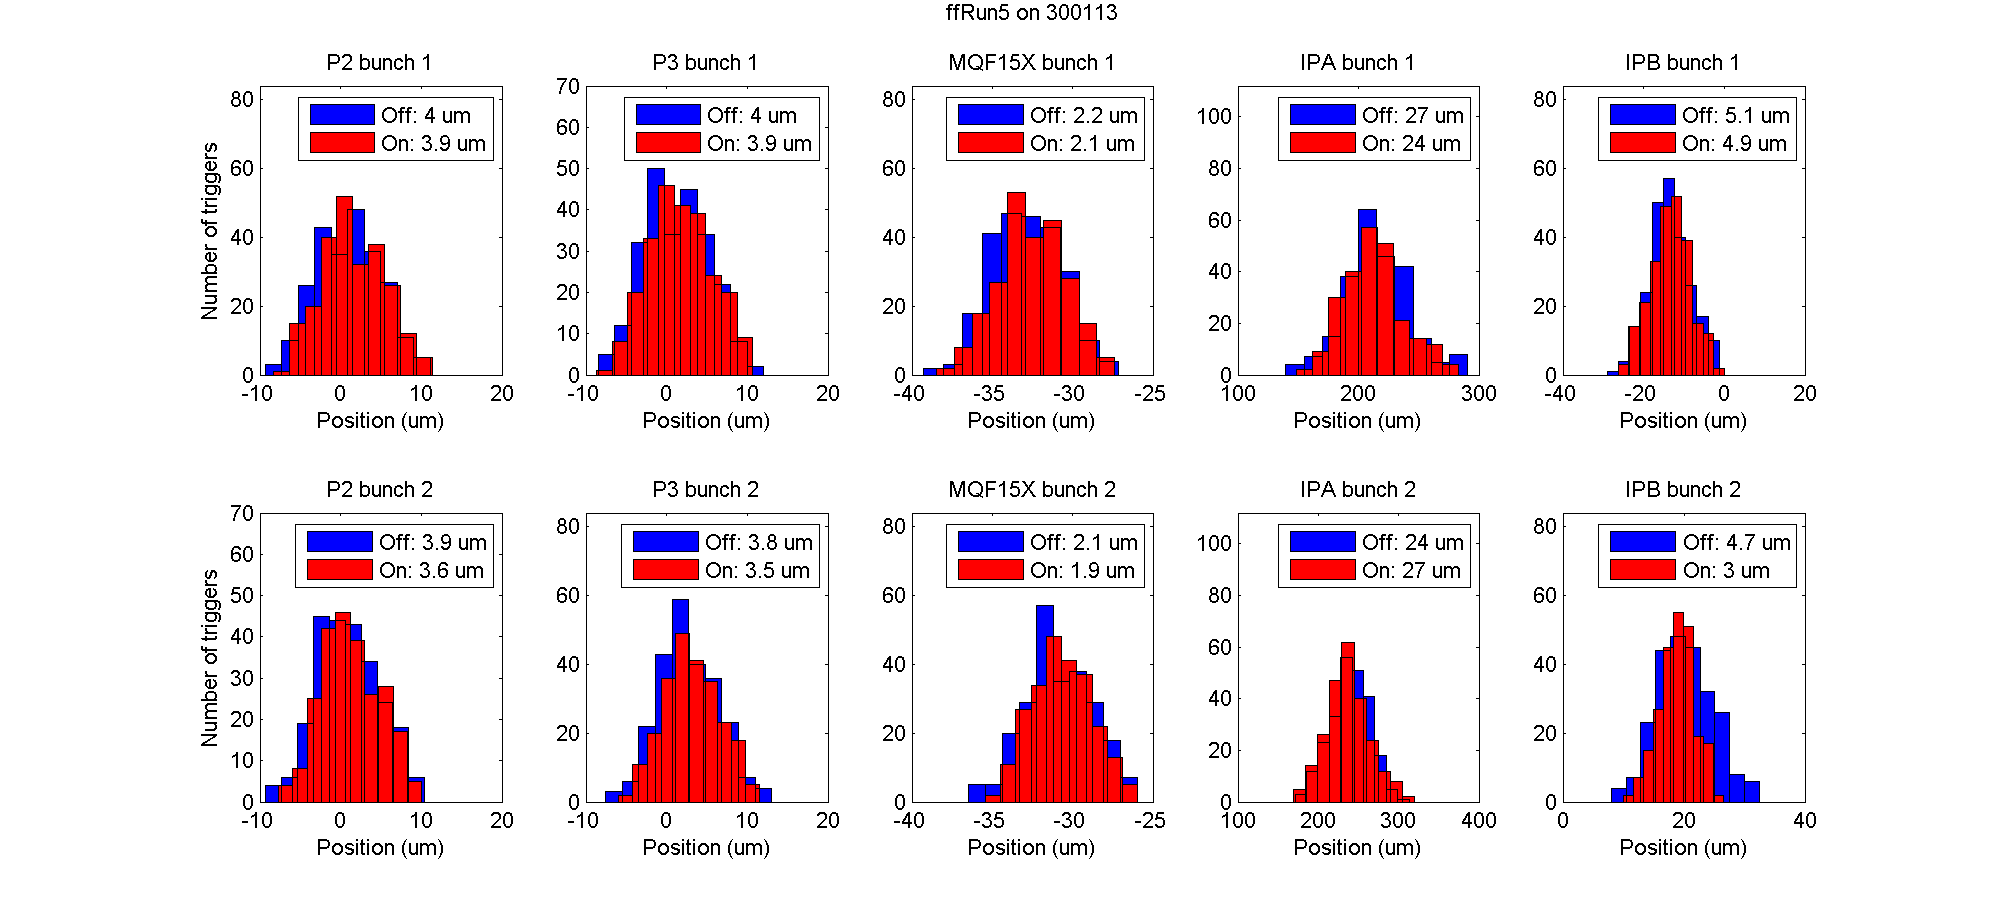 ffRun5 on 300113
P2 bunch 1
P3 bunch 1
MQF15X bunch 1
IPA bunch 1
IPB bunch 1
Number of triggers
80
60
40
20
0
Off: 4 um
On: 3.9 um
-10
0
10
20
Position (um)
70
60
50
40
30
20
10
0
Off: 4 um
On: 3.9 um
-10
0
10
20
Position (um)
80
60
40
20
0
Off: 2.2 um
On: 2.1 um
-40
-35
-30
-25
Position (um)
100
80
60
40
20
0
Off: 27 um
On: 24 um
100
200
300
Position (um)
80
60
40
20
0
Off: 5.1 um
On: 4.9 um
-40
-20
0
20
Position (um)
P2 bunch 2
P3 bunch 2
MQF15X bunch 2
IPA bunch 2
IPB bunch 2
Number of triggers
70
60
50
40
30
20
10
0
Off: 3.9 um
On: 3.6 um
-10
0
10
20
Position (um)
80
60
40
20
0
Off: 3.8 um
On: 3.5 um
-10
0
10
20
Position (um)
80
60
40
20
0
Off: 2.1 um
On: 1.9 um
-40
-35
-30
-25
Position (um)
100
80
60
40
20
0
Off: 24 um
On: 27 um
100
200
300
400
Position (um)
80
60
40
20
0
Off: 4.7 um
On: 3 um
0
20
40
Position (um)